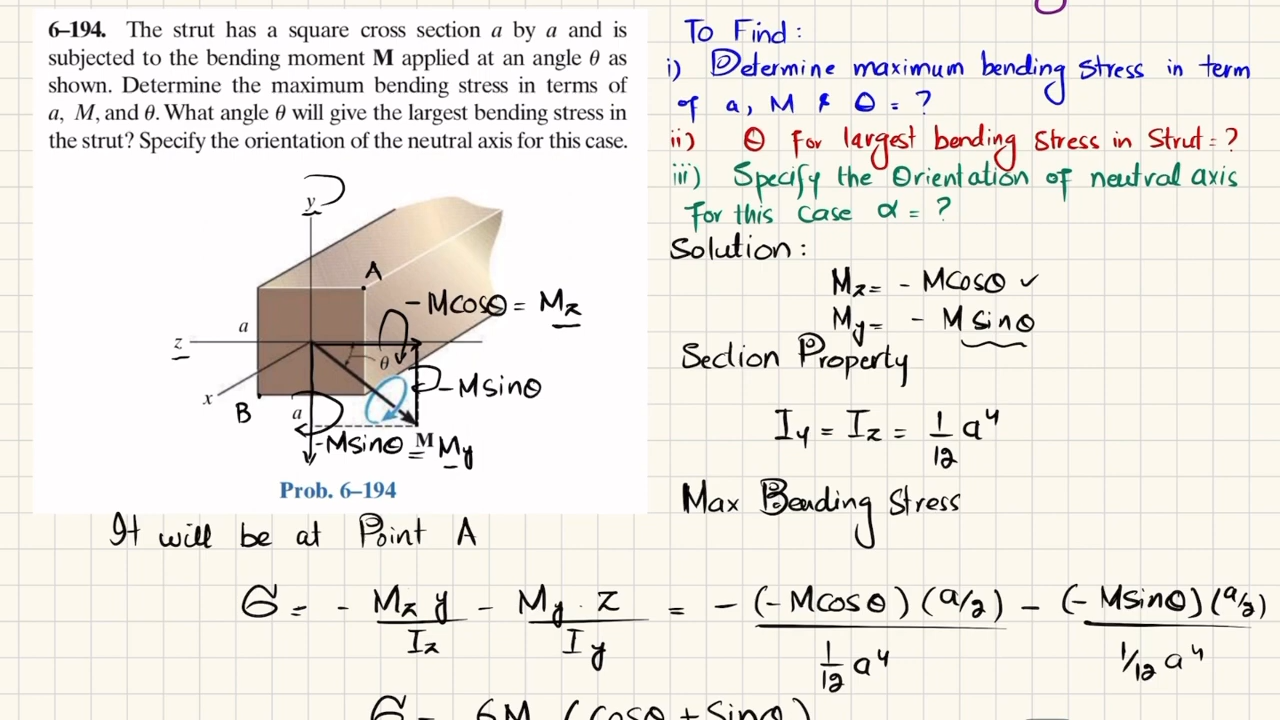 6–194. The strut has a square cross section a by a and is
subjected to the bending moment M applied at an angle θ as
shown. Determine the maximum bending stress in terms of
a, M, and θ. What angle θ will give the largest bending stress in
the strut? Specify the orientation of the neutral axis for this case.
y
A
a
- Mcosθ = Mz
z
θ
- Msinθ
x
B
a
-Msinθ = M My
Prob. 6–194
To Find :
i) Determine maximum bending Stress in term
of a, M & θ = ?
ii) θ for largest bending Stress in Strut = ?
iii) Specify the Orientation of neutral axis
for this case α = ?
Solution :
Mz = - Mcosθ ✓
My = - Msinθ
Section Property
Iy = Iz = 1/12 a⁴
Max Bending Stress
It will be at Point A
σ = - Mz y / Iz - My . z / Iy = - (- Mcosθ) (a/2) / 1/12 a⁴ - (- Msinθ) (a/2) / 1/12 a⁴
σ = 6M (cosθ + sinθ)